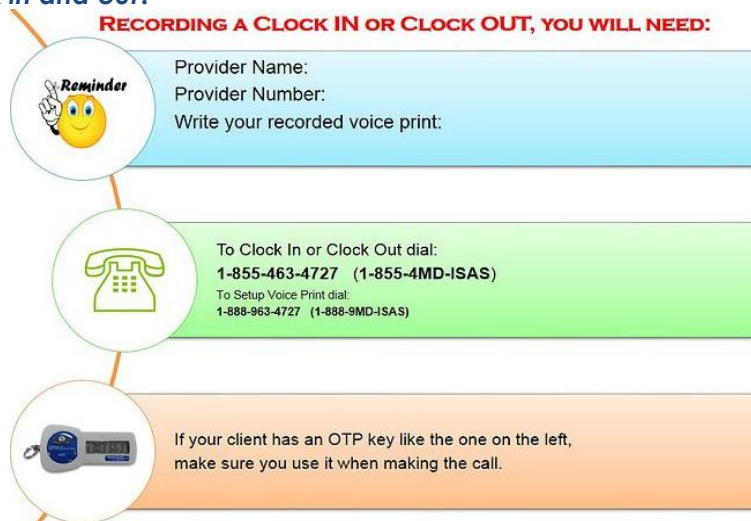 in and Out:
RECORDING A CLOCK IN OR CLOCK OUT, YOU WILL NEED:
Reminder
Provider Name:
Provider Number:
Write your recorded voice print:
To Clock In or Clock Out dial:
1-855-463-4727 (1-855-4MD-ISAS)
To Setup Voice Print dial:
1-888-963-4727 (1-888-9MD-ISAS)
If your client has an OTP key like the one on the left,
make sure you use it when making the call.